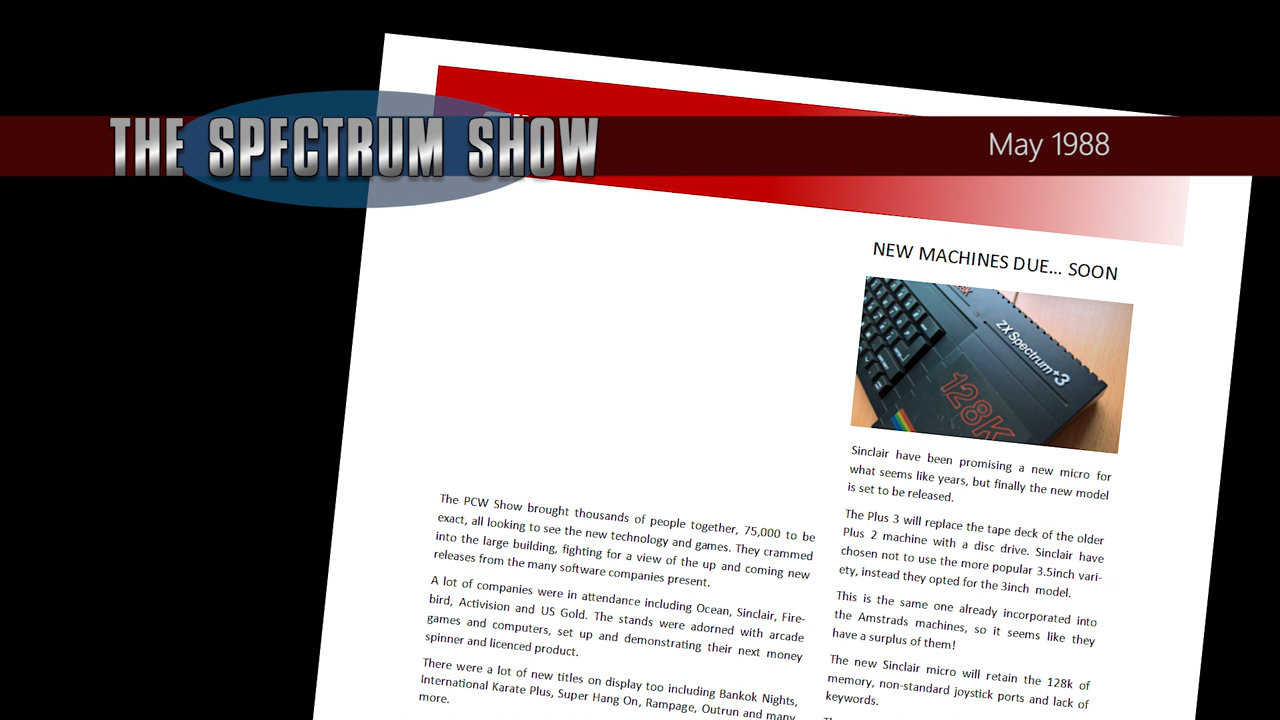 THE SPECTRUM SHOW
May 1988
NEW MACHINES DUE... SOON
ZX Spectrum +3
128K
The PCW Show brought thousands of people together, 75,000 to be
exact, all looking to see the new technology and games. They crammed
into the large building, fighting for a view of the up and coming new
releases from the many software companies present.
A lot of companies were in attendance including Ocean, Sinclair, Fire-
bird, Activision and US Gold. The stands were adorned with arcade
games and computers, set up and demonstrating their next money
spinner and licenced product.
There were a lot of new titles on display too including Bankok Nights,
International Karate Plus, Super Hang On, Rampage, Outrun and many
more.
Sinclair have been promising a new micro for
what seems like years, but finally the new model
is set to be released.
The Plus 3 will replace the tape deck of the older
Plus 2 machine with a disc drive. Sinclair have
chosen not to use the more popular 3.5inch vari-
ety, instead they opted for the 3inch model.
This is the same one already incorporated into
the Amstrads machines, so it seems like they
have a surplus of them!
The new Sinclair micro will retain the 128k of
memory, non-standard joystick ports and lack of
keywords.